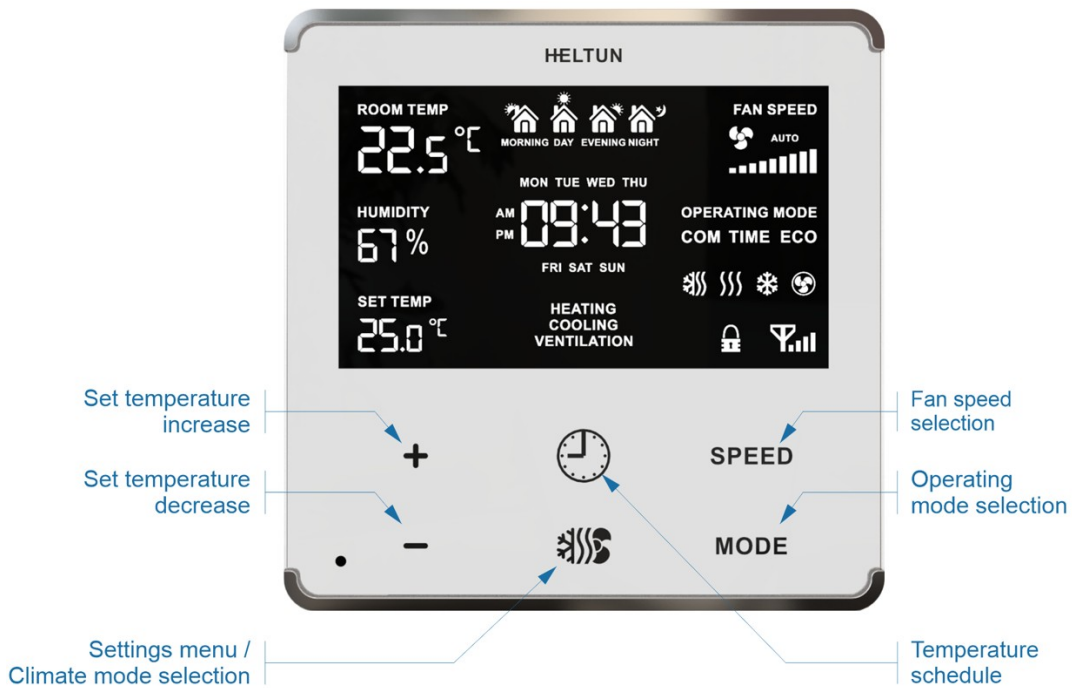 HELTUN
ROOM TEMP
22.5 °C
MORNING DAY EVENING NIGHT
FAN SPEED
AUTO
MON TUE WED THU
HUMIDITY
67 %
AM
PM
09:43
OPERATING MODE
COM TIME ECO
FRI SAT SUN
SET TEMP
25.0 °C
HEATING
COOLING
VENTILATION
Set temperature
increase
+
SPEED
Fan speed
selection
Set temperature
decrease
−
MODE
Operating
mode selection
Settings menu /
Climate mode selection
Temperature
schedule